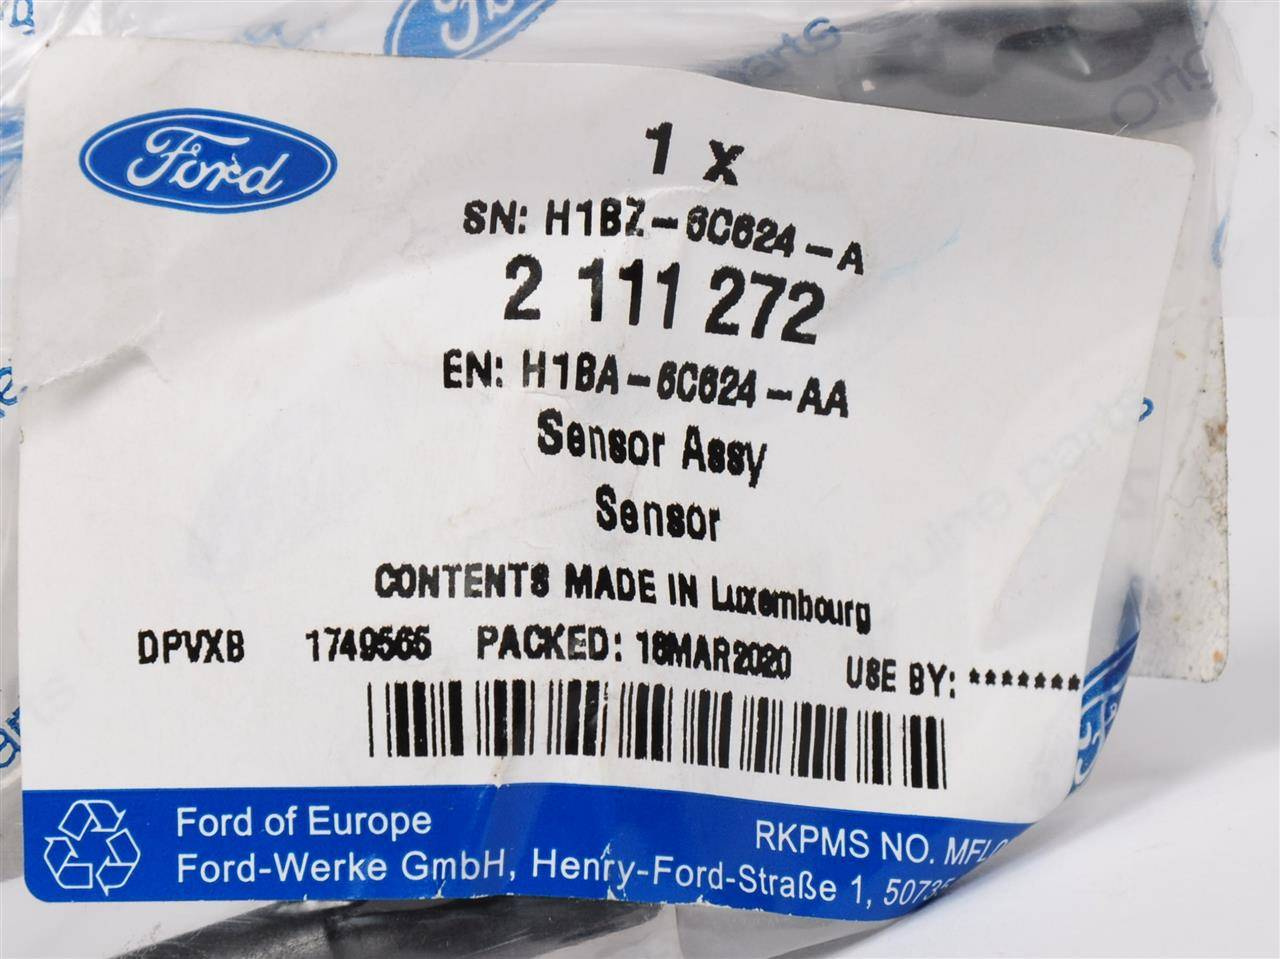 Ford
1 x
SN: H1BZ-6C624-A
2 111 272
EN: H1BA-6C624-AA
Sensor Assy
Sensor
CONTENTS MADE IN Luxembourg
DPVXB 1749565 PACKED: 18MAR2020 USE BY: *******
Ford of Europe
RKPMS NO.
Ford-Werke GmbH, Henry-Ford-Straße 1,